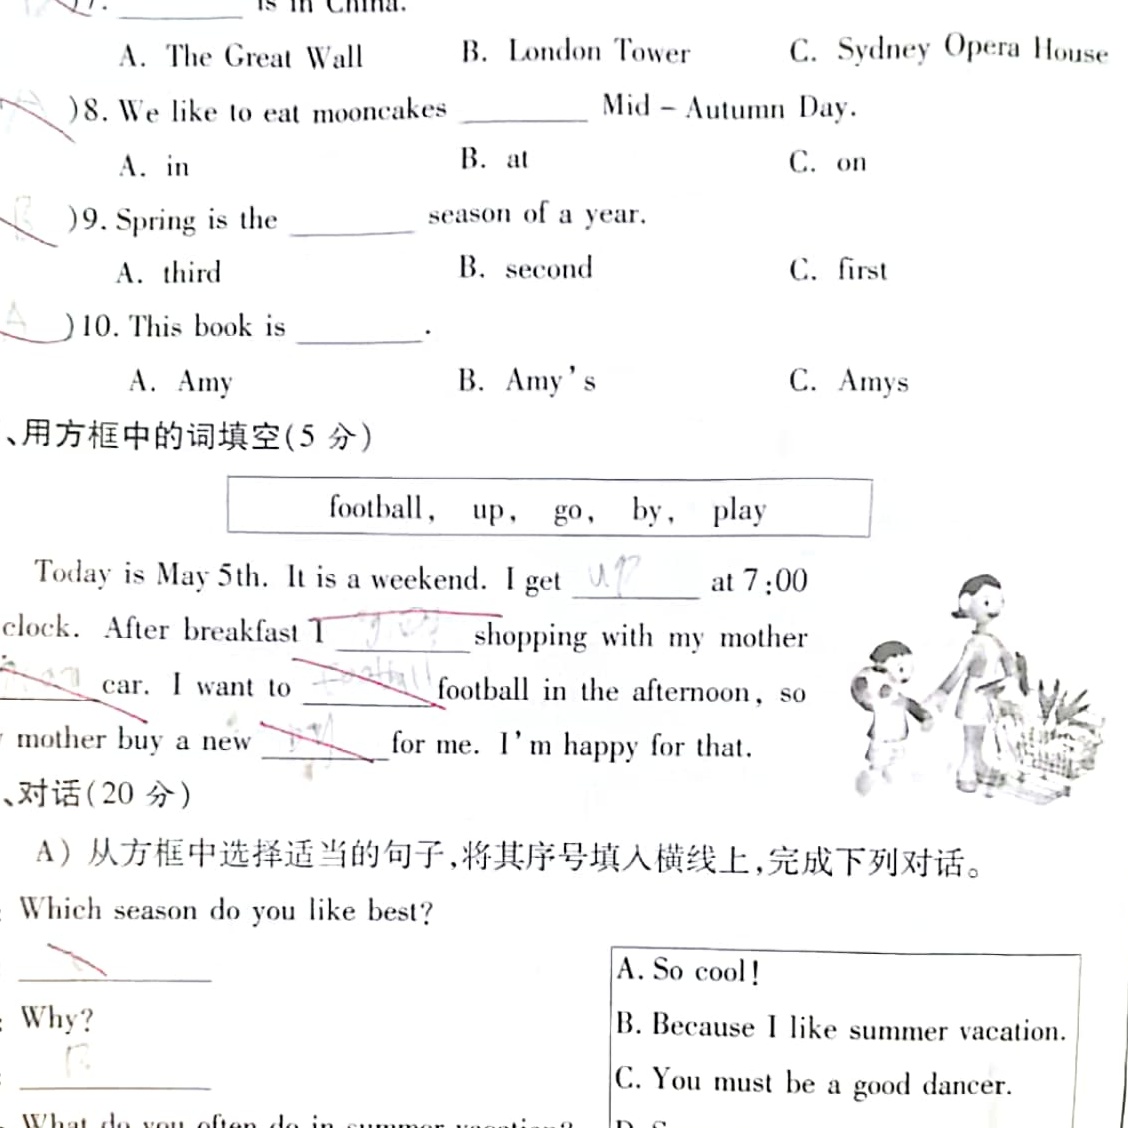 7. ________ is in China.
A. The Great Wall B. London Tower C. Sydney Opera House
A )8. We like to eat mooncakes ________ Mid - Autumn Day.
A. in B. at C. on
B )9. Spring is the ________ season of a year.
A. third B. second C. first
A )10. This book is ________.
A. Amy B. Amy's C. Amys
、用方框中的词填空(5 分)
football, up, go, by, play
Today is May 5th. It is a weekend. I get up at 7:00
clock. After breakfast I ________ shopping with my mother
________ car. I want to football football in the afternoon, so
mother buy a new ________ for me. I'm happy for that.
、对话(20 分)
A) 从方框中选择适当的句子,将其序号填入横线上,完成下列对话。
: Which season do you like best?
: Why?
: B
What do you often do in summer vacation?
A. So cool!
B. Because I like summer vacation.
C. You must be a good dancer.